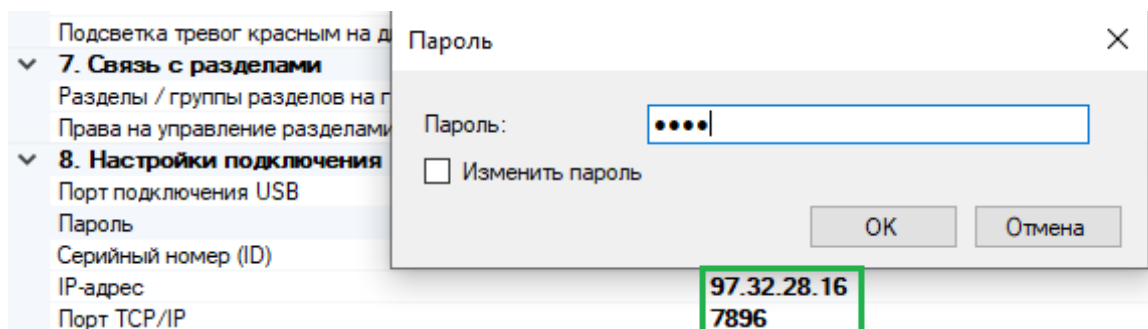 Подсветка тревог красным на д
7. Связь с разделами
Разделы / группы разделов на г
Права на управление разделами
8. Настройки подключения
Порт подключения USB
Пароль
Серийный номер (ID)
IP-адрес 97.32.28.16
Порт TCP/IP 7896
Пароль
Пароль: ••••
Изменить пароль
OK Отмена